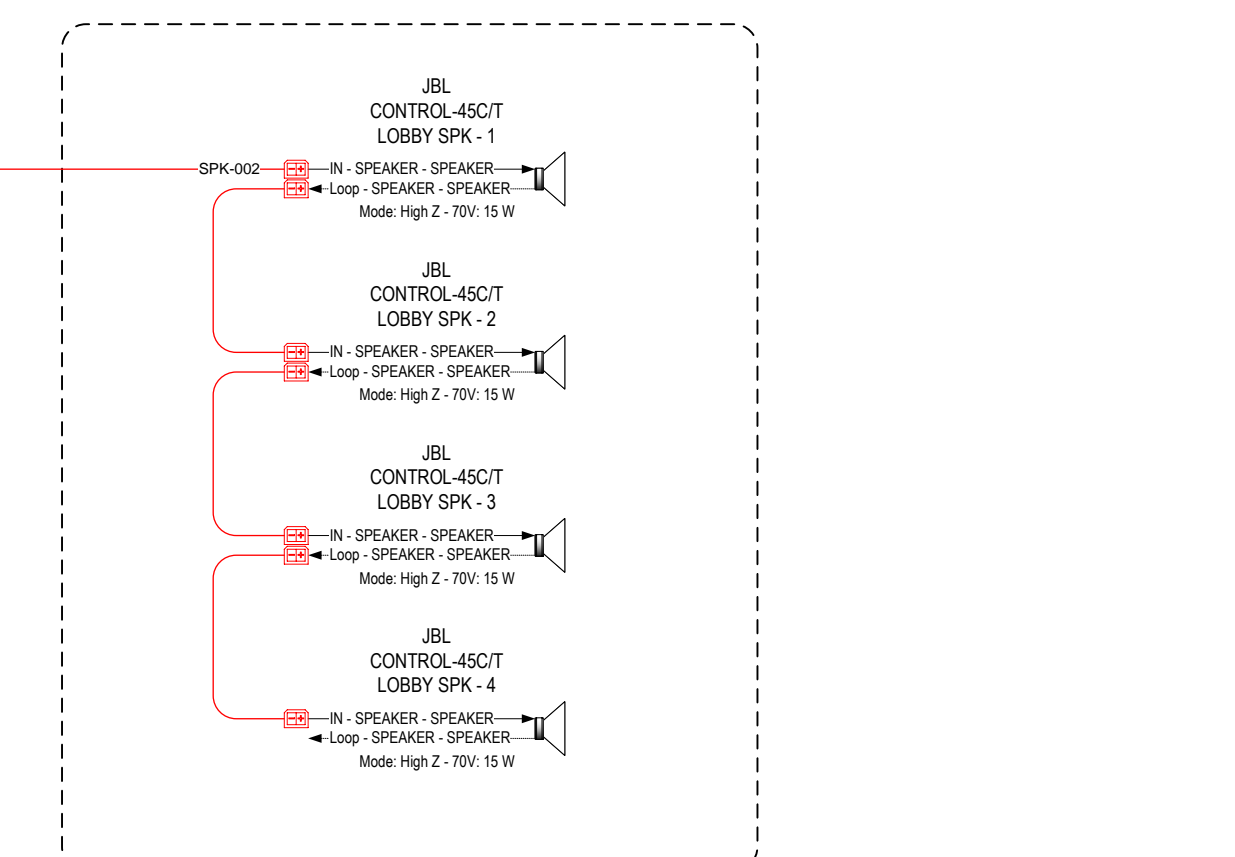 JBL
CONTROL-45C/T
LOBBY SPK - 1
SPK-002
IN - SPEAKER - SPEAKER
Loop - SPEAKER - SPEAKER
Mode: High Z - 70V: 15 W
JBL
CONTROL-45C/T
LOBBY SPK - 2
IN - SPEAKER - SPEAKER
Loop - SPEAKER - SPEAKER
Mode: High Z - 70V: 15 W
JBL
CONTROL-45C/T
LOBBY SPK - 3
IN - SPEAKER - SPEAKER
Loop - SPEAKER - SPEAKER
Mode: High Z - 70V: 15 W
JBL
CONTROL-45C/T
LOBBY SPK - 4
IN - SPEAKER - SPEAKER
Loop - SPEAKER - SPEAKER
Mode: High Z - 70V: 15 W